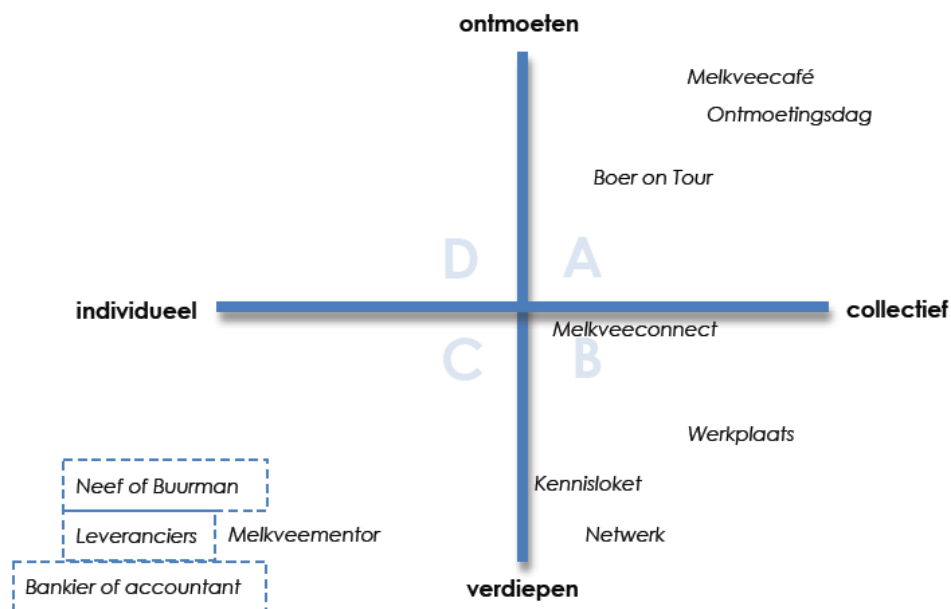 ontmoeten
Melkveecafé
Ontmoetingsdag
Boer on Tour
D A
individueel
collectief
Melkveeconnect
C B
Werkplaats
Neef of Buurman
Kennisloket
Leveranciers
Melkveementor
Netwerk
Bankier of accountant
verdiepen